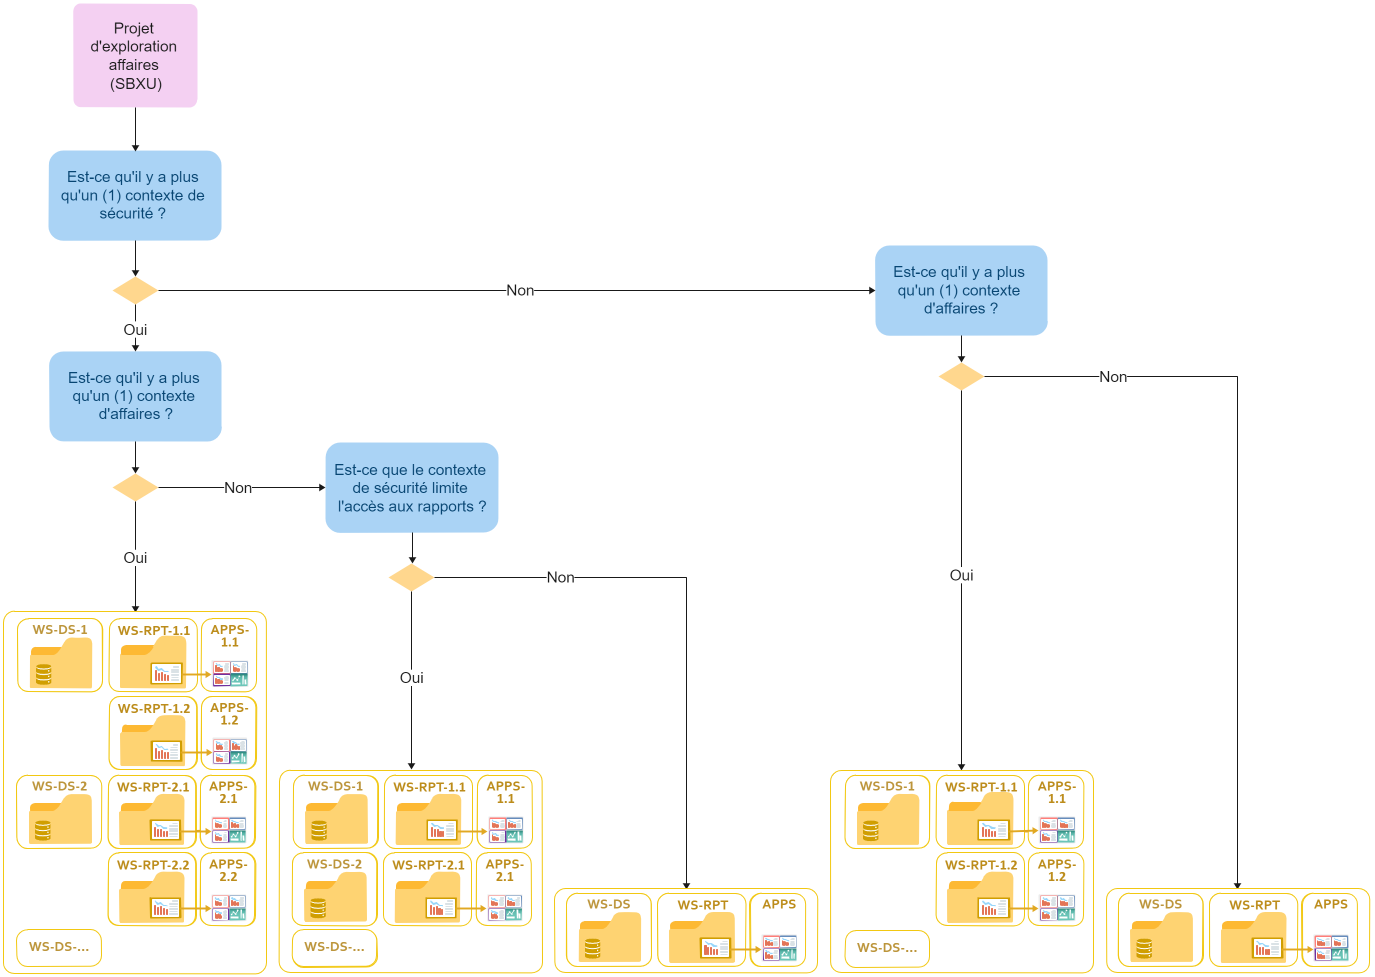 Projet
d'exploration
affaires
(SBXU)
Est-ce qu'il y a plus
qu'un (1) contexte de
sécurité ?
Non
Est-ce qu'il y a plus
qu'un (1) contexte
d'affaires ?
Oui
Est-ce qu'il y a plus
qu'un (1) contexte
d'affaires ?
Non
Non
Est-ce que le contexte
de sécurité limite
l'accès aux rapports ?
Oui
Non
Oui
Oui
WS-DS-1
WS-RPT-1.1
APPS-
1.1
WS-RPT-1.2
APPS-
1.2
WS-DS-2
WS-RPT-2.1
APPS-
2.1
WS-RPT-2.2
APPS-
2.2
WS-DS-...
WS-DS-1
WS-RPT-1.1
APPS-
1.1
WS-DS-2
WS-RPT-2.1
APPS-
2.1
WS-DS-...
WS-DS
WS-RPT
APPS
WS-DS-1
WS-RPT-1.1
APPS-
1.1
WS-RPT-1.2
APPS-
1.2
WS-DS-...
WS-DS
WS-RPT
APPS